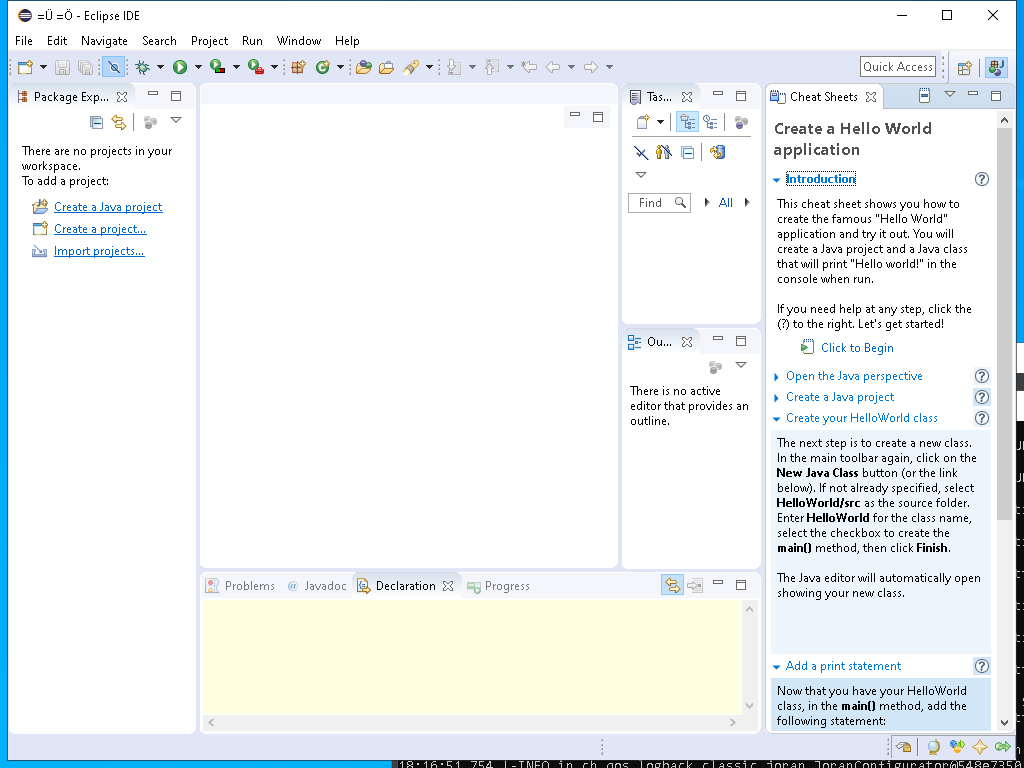 =Ü =Ö - Eclipse IDE
File Edit Navigate Search Project Run Window Help
Quick Access
Package Exp...
There are no projects in your
workspace.
To add a project:
Create a Java project
Create a project...
Import projects...
Tas...
Find
All
Ou...
There is no active
editor that provides an
outline.
Problems @ Javadoc Declaration Progress
Cheat Sheets
Create a Hello World
application
Introduction
This cheat sheet shows you how to
create the famous "Hello World"
application and try it out. You will
create a Java project and a Java class
that will print "Hello world!" in the
console when run.
If you need help at any step, click the
(?) to the right. Let's get started!
Click to Begin
Open the Java perspective
Create a Java project
Create your HelloWorld class
The next step is to create a new class.
In the main toolbar again, click on the
New Java Class button (or the link
below). If not already specified, select
HelloWorld/src as the source folder.
Enter HelloWorld for the class name,
select the checkbox to create the
main() method, then click Finish.
The Java editor will automatically open
showing your new class.
Add a print statement
Now that you have your HelloWorld
class, in the main() method, add the
following statement:
18:16:51,754 |-INFO in ch.qos.logback.classic.joran.JoranConfigurator@548e7350